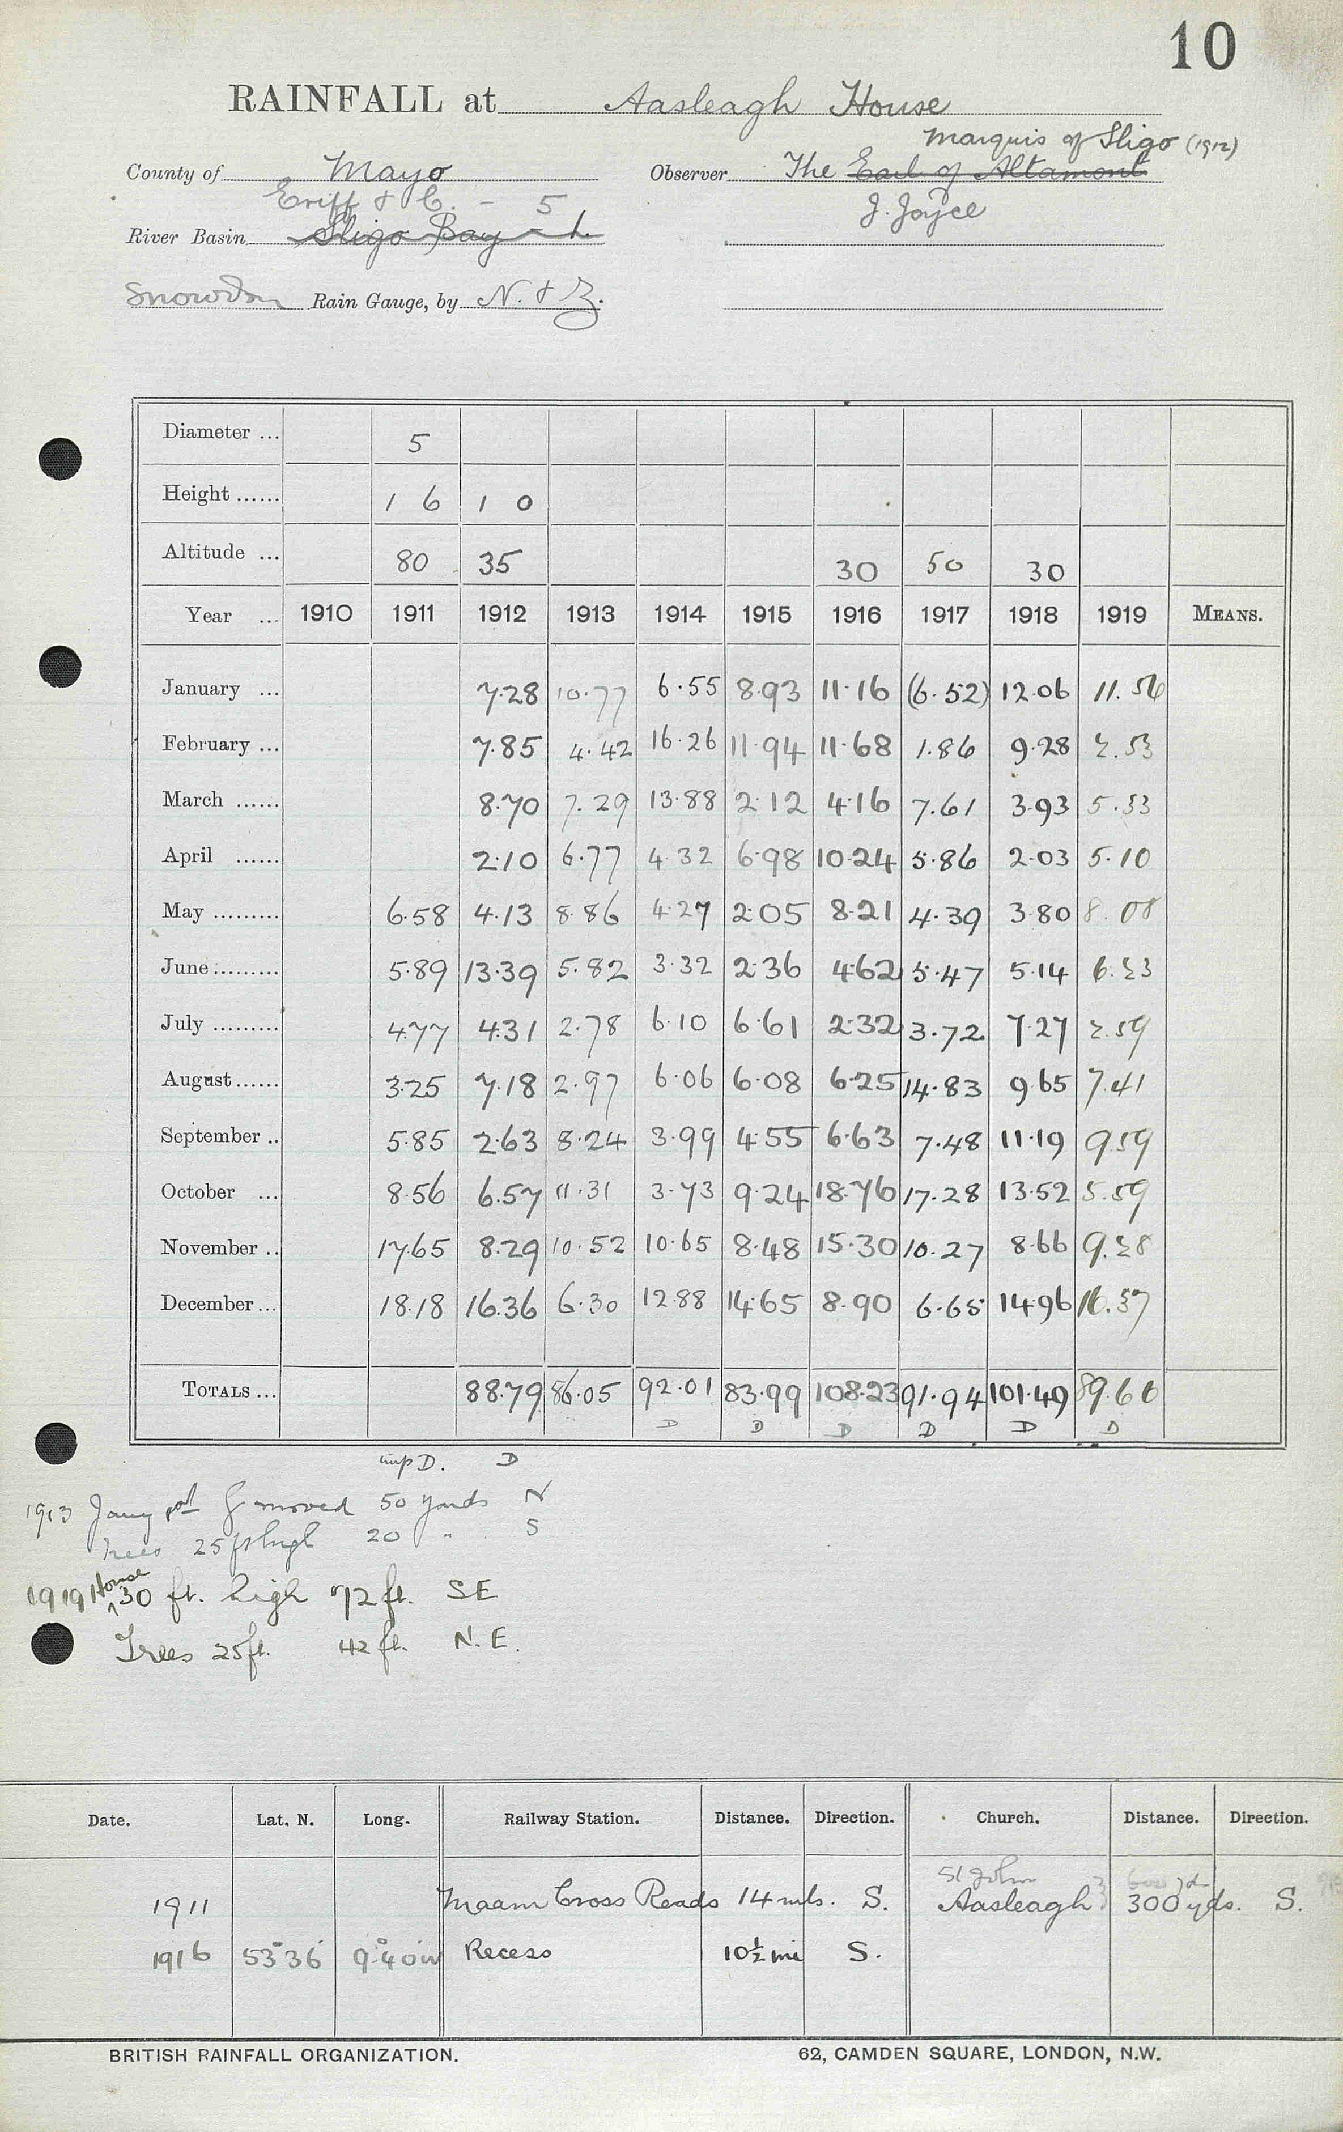 10
RAINFALL at Aasleagh House
Marquis of Sligo (1912)
County of Mayo Observer The Earl of Altamont
Erriff & C. - 5 J. Joyce
River Basin Sligo Bay
Snowdon Rain Gauge, by N. & Z.
Diameter ... 5
Height ...... 1 6 1 0
Altitude ... 80 35 30 50 30
Year ... 1910 1911 1912 1913 1914 1915 1916 1917 1918 1919 MEANS.
January ... 7.28 10.77 6.55 8.93 11.16 (6.52) 12.06 11.56
February ... 7.85 4.42 16.26 11.94 11.68 1.86 9.28 2.53
March ...... 8.70 7.29 13.88 2.12 4.16 7.61 3.93 5.33
April ...... 2.10 6.77 4.32 6.98 10.24 5.86 2.03 5.10
May ......... 6.58 4.13 8.86 4.27 2.05 8.21 4.39 3.80 8.08
June ......... 5.89 13.39 5.82 3.32 2.36 4.62 5.47 5.14 6.23
July ......... 4.77 4.31 2.78 6.10 6.61 2.32 3.72 7.27 2.59
August ...... 3.25 7.18 2.97 6.06 6.08 6.25 14.83 9.65 7.41
September .. 5.85 2.63 8.24 3.99 4.55 6.63 7.48 11.19 9.59
October ... 8.56 6.57 11.31 3.73 9.24 18.76 17.28 13.52 5.59
November .. 17.65 8.29 10.52 10.65 8.48 15.30 10.27 8.66 9.28
December ... 18.18 16.36 6.30 12.88 14.65 8.90 6.65 14.96 16.37
TOTALS ... 88.79 86.05 92.01 83.99 108.23 91.94 101.49 89.66
D D D D D D
D. D
1913 Jany moved 50 yards N
Trees 25 ft high 20 " S
1919 House 30 ft. high 72 ft. SE
Trees 25 ft. 42 ft. N.E.
Date. Lat. N. Long. Railway Station. Distance. Direction. Church. Distance. Direction.
St John
1911 Maam Cross Roads 14 mls. S. Aasleagh 300 yds. S.
1916 53°36' 9°40'W Recess 10½ mi S.
BRITISH RAINFALL ORGANIZATION. 62, CAMDEN SQUARE, LONDON, N.W.